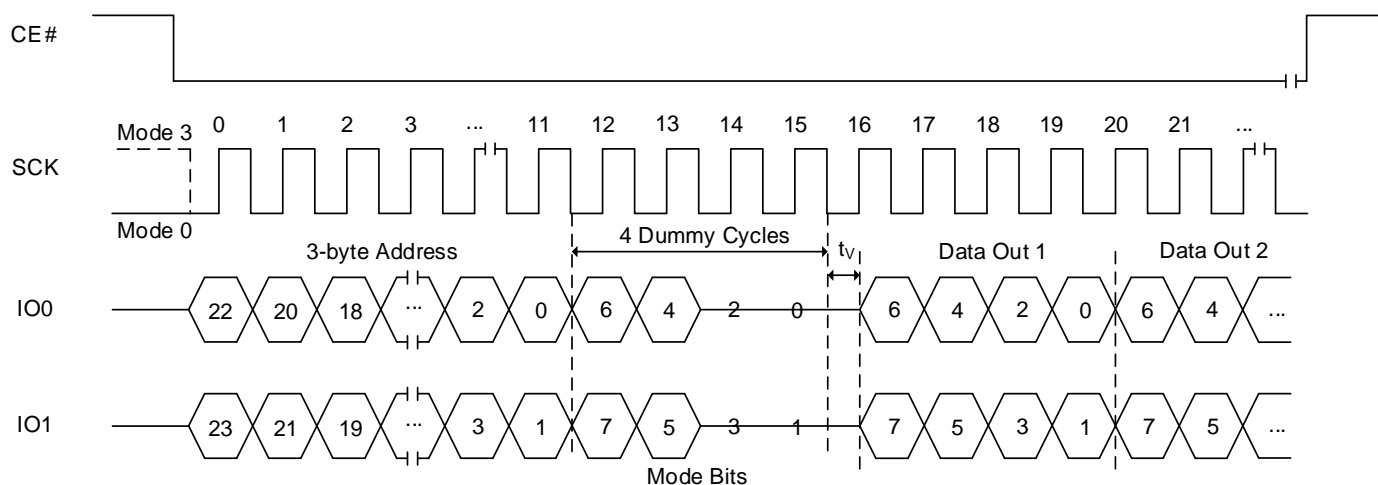 CE#
Mode 3 0 1 2 3 ... 11 12 13 14 15 16 17 18 19 20 21 ...
SCK
Mode 0
3-byte Address 4 Dummy Cycles tV Data Out 1 Data Out 2
IO0 22 20 18 ... 2 0 6 4 2 0 6 4 2 0 6 4 ...
IO1 23 21 19 ... 3 1 7 5 3 1 7 5 3 1 7 5 ...
Mode Bits